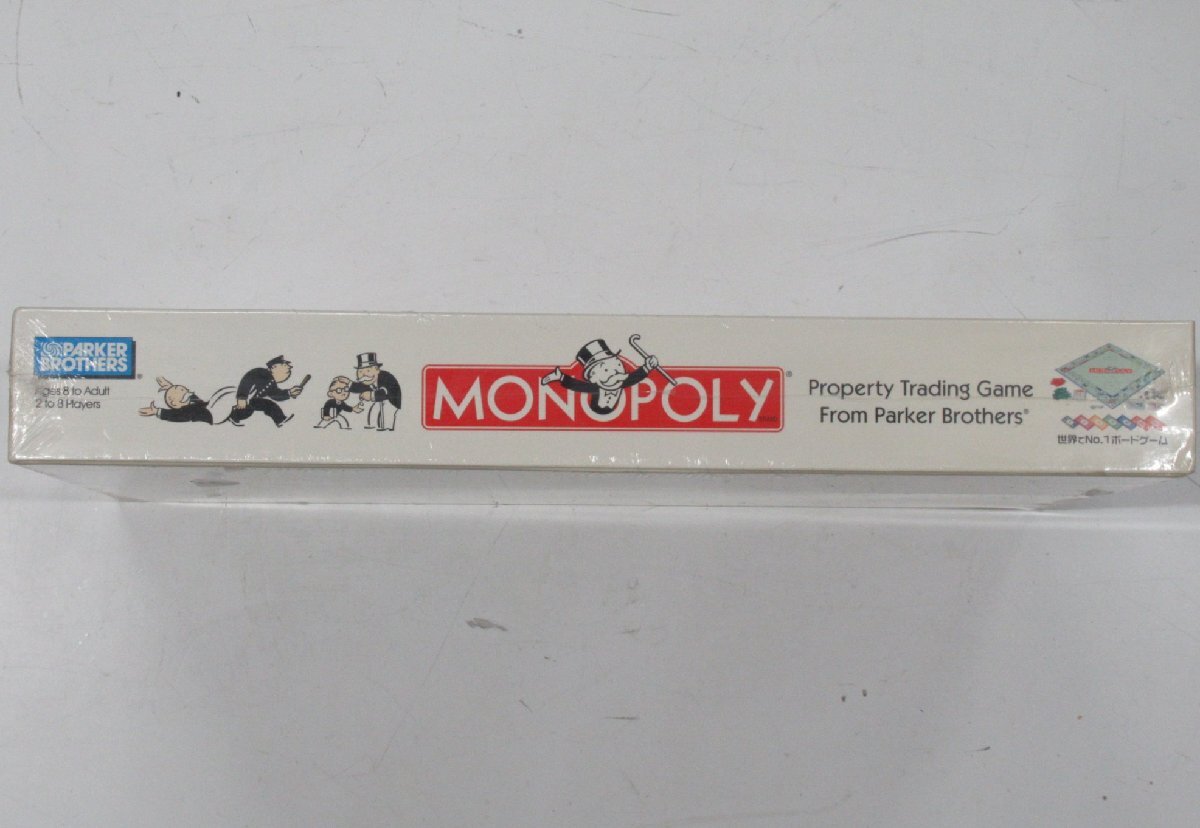 PARKER
BROTHERS®
Ages 8 to Adult
2 to 8 Players
MONOPOLY®
Property Trading Game
From Parker Brothers®
世界でNo.1ボードゲーム